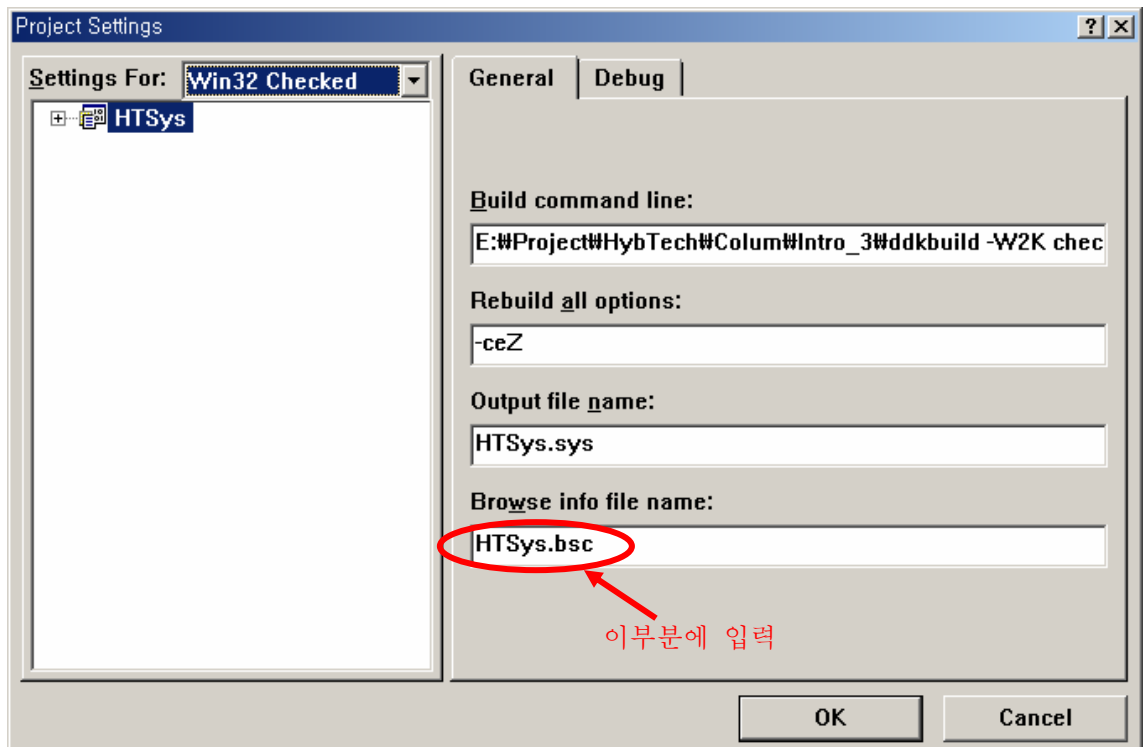 Project Settings
Settings For: Win32 Checked
HTSys
General Debug
Build command line:
E:₩Project₩HybTech₩Colum₩Intro_3₩ddkbuild -W2K chec
Rebuild all options:
-ceZ
Output file name:
HTSys.sys
Browse info file name:
HTSys.bsc
이부분에 입력
OK Cancel